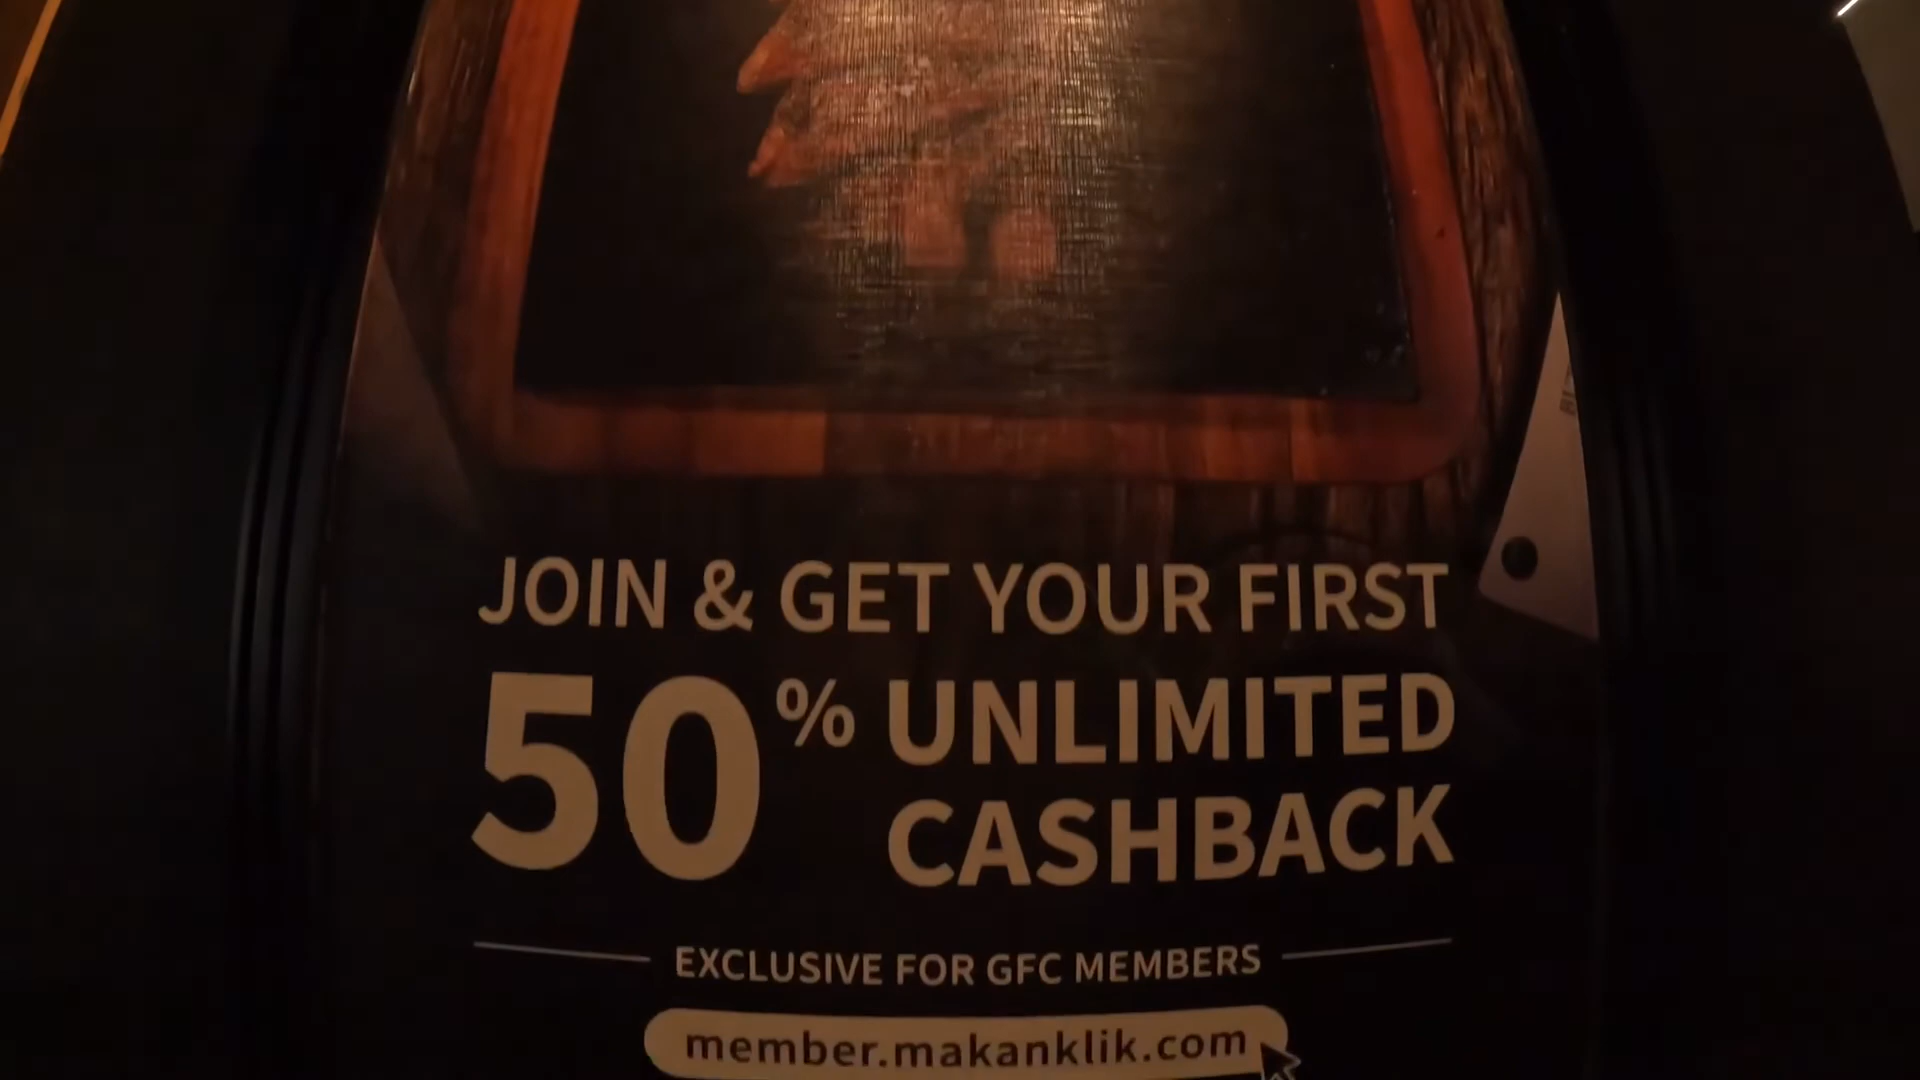 JOIN & GET YOUR FIRST
50% UNLIMITED
CASHBACK
EXCLUSIVE FOR GFC MEMBERS
member.makanklik.com